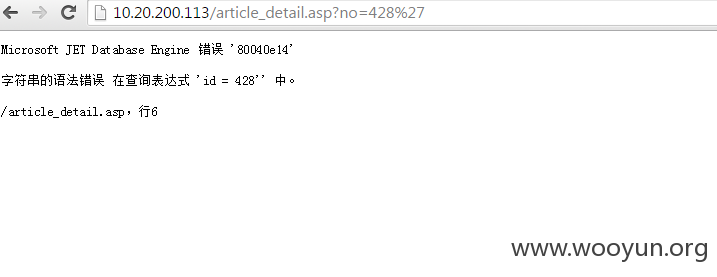 10.20.200.113/article_detail.asp?no=428%27
Microsoft JET Database Engine 错误 '80040e14'
字符串的语法错误 在查询表达式 'id = 428'' 中。
/article_detail.asp，行6
www.wooyun.org